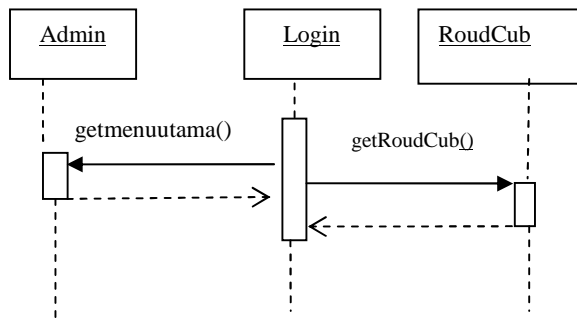 Admin
Login
RoudCub
getmenuutama()
getRoudCub()